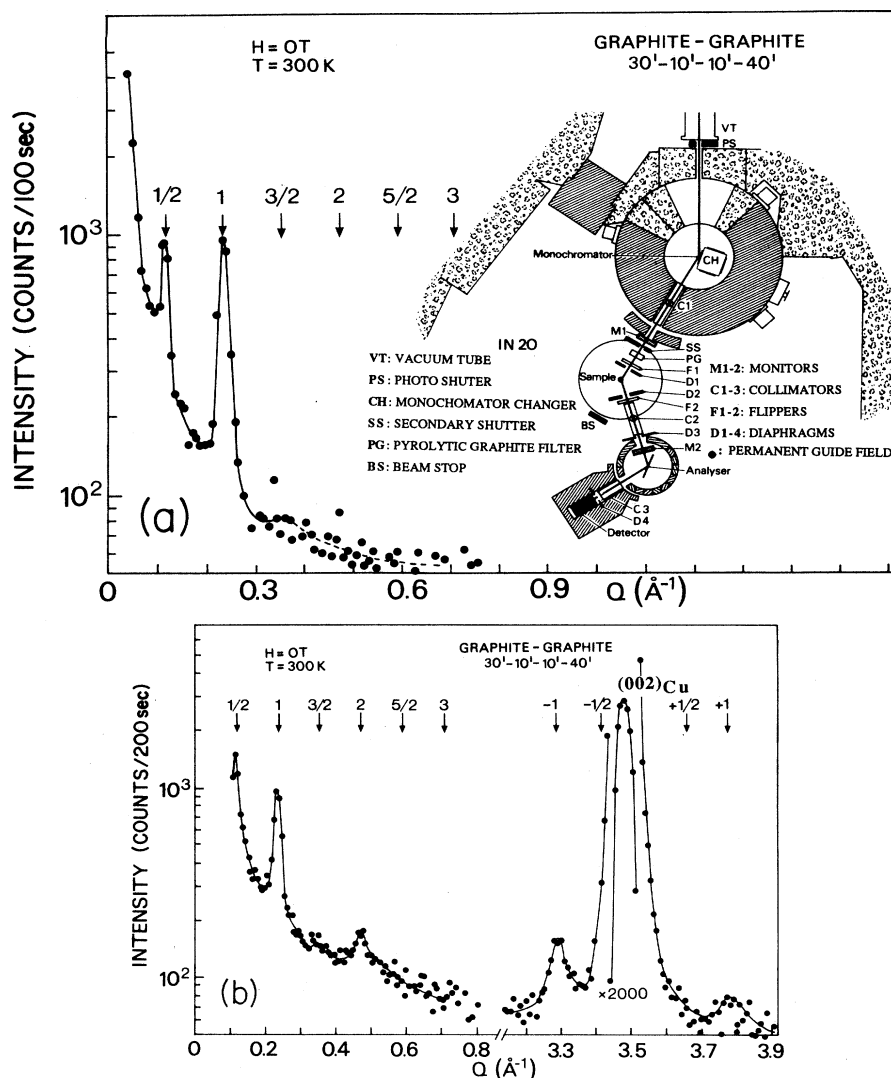 H = OT
T = 300 K
GRAPHITE - GRAPHITE
30'-10'-10'-40'
INTENSITY (COUNTS/100sec)
10³
10²
1/2
1
3/2
2
5/2
3
VT
PS
Monochromator
CH
C1
M1
SS
PG
F1
D1
D2
F2
C2
D3
M2
Sample
BS
Analyser
C3
D4
Detector
IN 20
VT: VACUUM TUBE
PS: PHOTO SHUTER
CH: MONOCHOMATOR CHANGER
SS: SECONDARY SHUTTER
PG: PYROLYTIC GRAPHITE FILTER
BS: BEAM STOP
M1-2: MONITORS
C1-3: COLLIMATORS
F1-2: FLIPPERS
D1-4: DIAPHRAGMS
●: PERMANENT GUIDE FIELD
(a)
0 0.3 0.6 0.9
Q (Å⁻¹)
H = OT
T = 300 K
GRAPHITE - GRAPHITE
30'-10'-10'-40'
(002)Cu
1/2 1 3/2 2 5/2 3 -1 -1/2 +1/2 +1
INTENSITY (COUNTS/200sec)
10³
10²
×2000
(b)
0 0.2 0.4 0.6 0.8 3.3 3.5 3.7 3.9
Q (Å⁻¹)